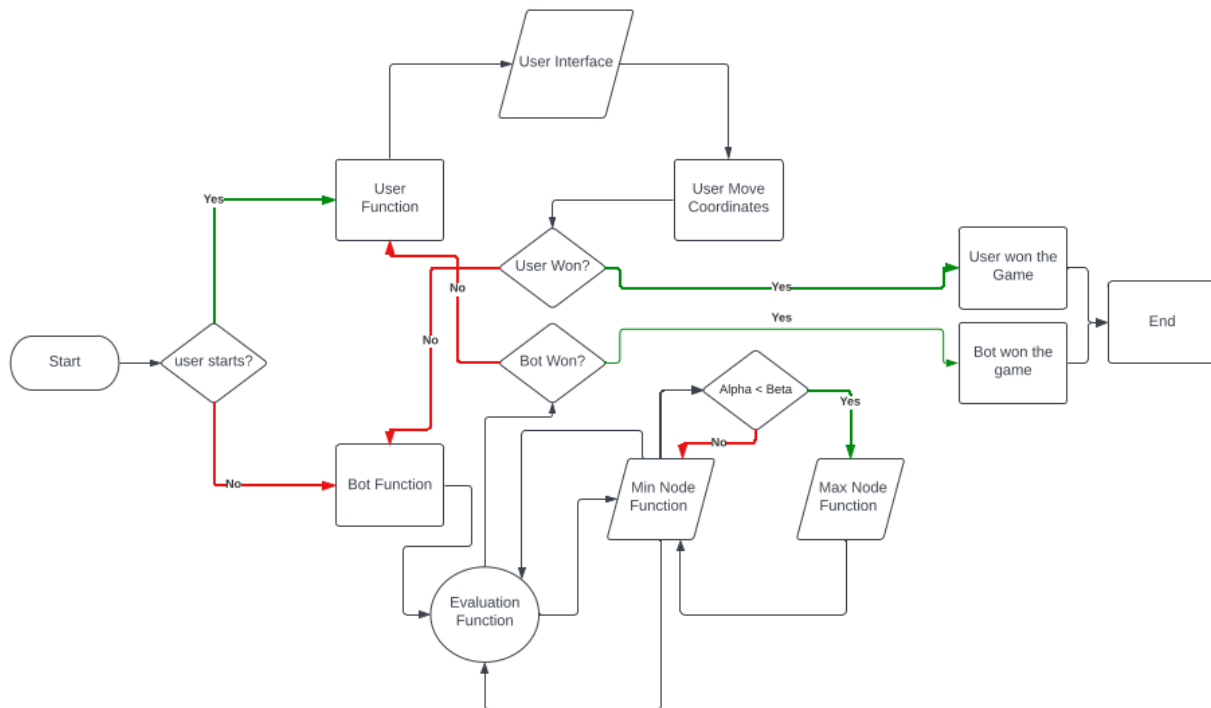 User Interface
User
Function
User Move
Coordinates
Yes
User Won?
User won the
Game
No
Yes
End
Start
user starts?
No
Bot Won?
Yes
Bot won the
game
Alpha < Beta
Yes
No
No
Bot Function
Min Node
Function
Max Node
Function
Evaluation
Function